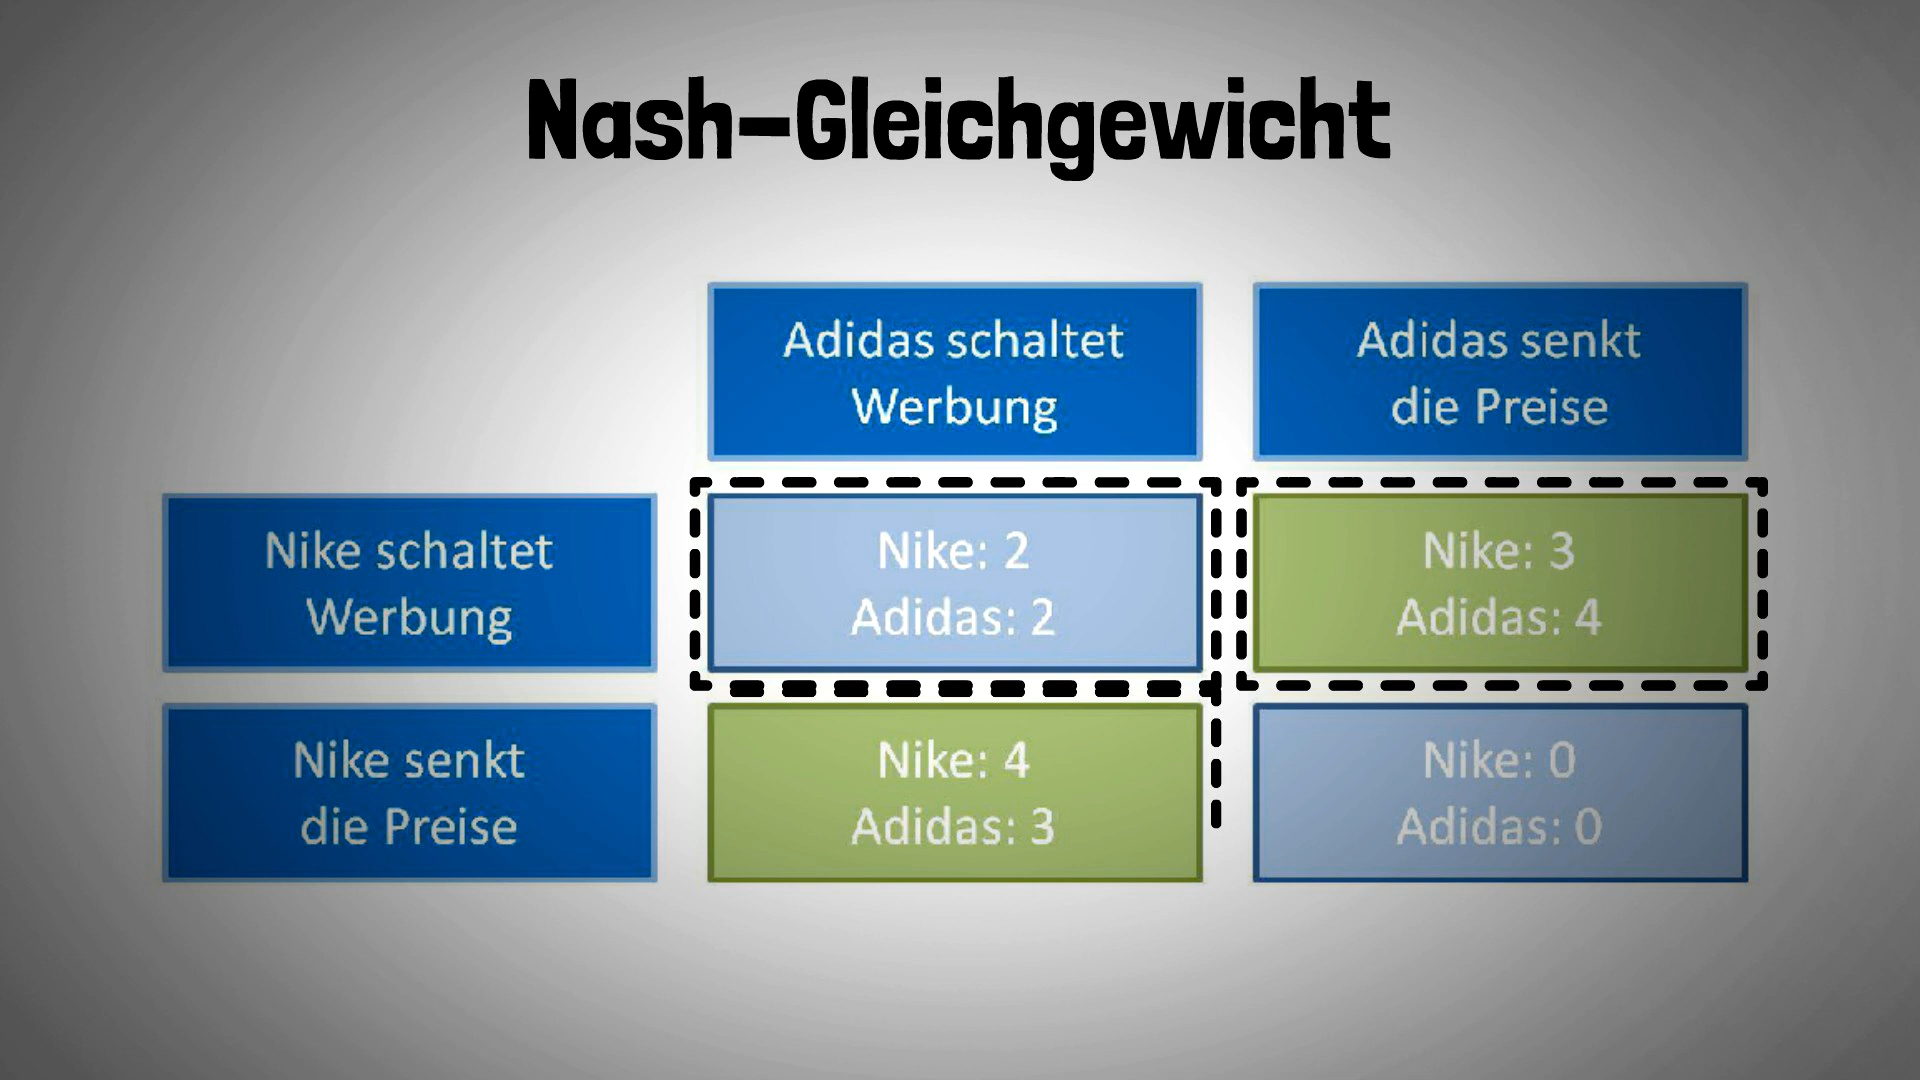 Nash-Gleichgewicht
Adidas schaltet
Werbung
Adidas senkt
die Preise
Nike schaltet
Werbung
Nike: 2
Adidas: 2
Nike: 3
Adidas: 4
Nike senkt
die Preise
Nike: 4
Adidas: 3
Nike: 0
Adidas: 0